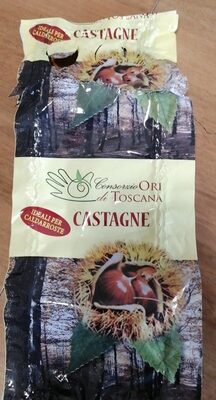 IDEALI PER
CALDARROSTE
CASTAGNE
Consorzio ORI
di TOSCANA
IDEALI PER
CALDARROSTE
CASTAGNE